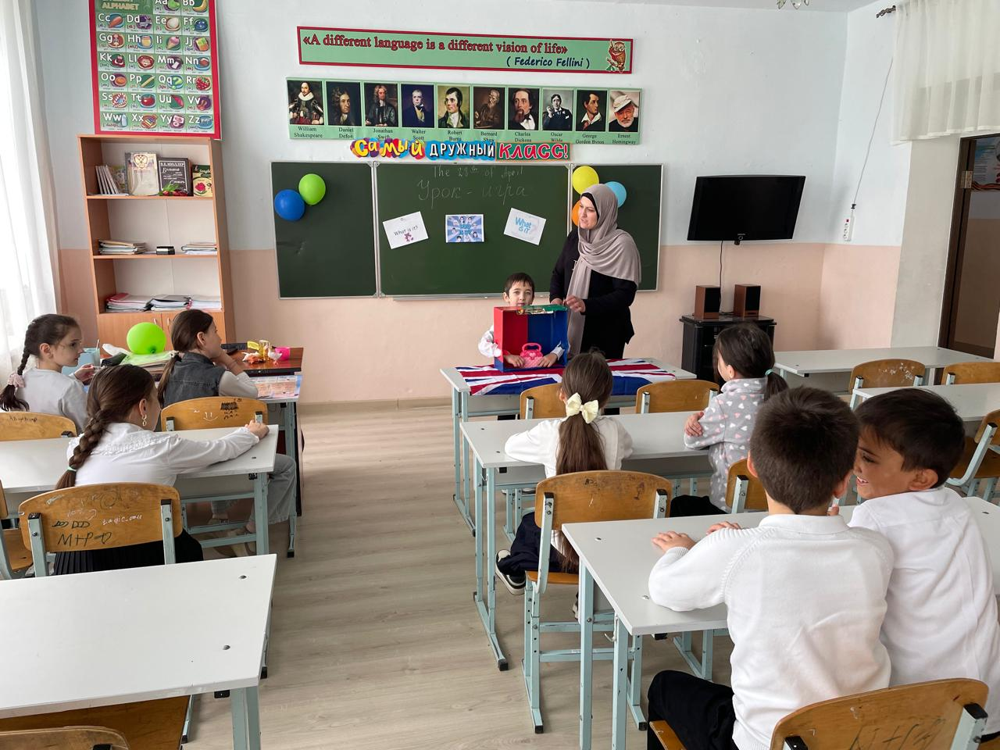 ENGLISH ALPHABET
Aa Bb
Cc Dd Ee Ff
Gg Hh Ii Jj
Kk Ll Mm Nn
Oo Pp Qq Rr
Ss Tt Uu Vv
Ww Xx Yy Zz
«A different language is a different vision of life»
( Federico Fellini )
William Shakespeare
Daniel Defoe
Jonathan Swift
Walter Scott
Robert Burns
Bernard Shaw
Charles Dickens
Oscar Wilde
George Gordon Byron
Ernest Hemingway
Самый дружный класс!
The 28th of April
Урок - игра
What is it?
What is it?
В.К. МЮЛЛЕР
M+P=